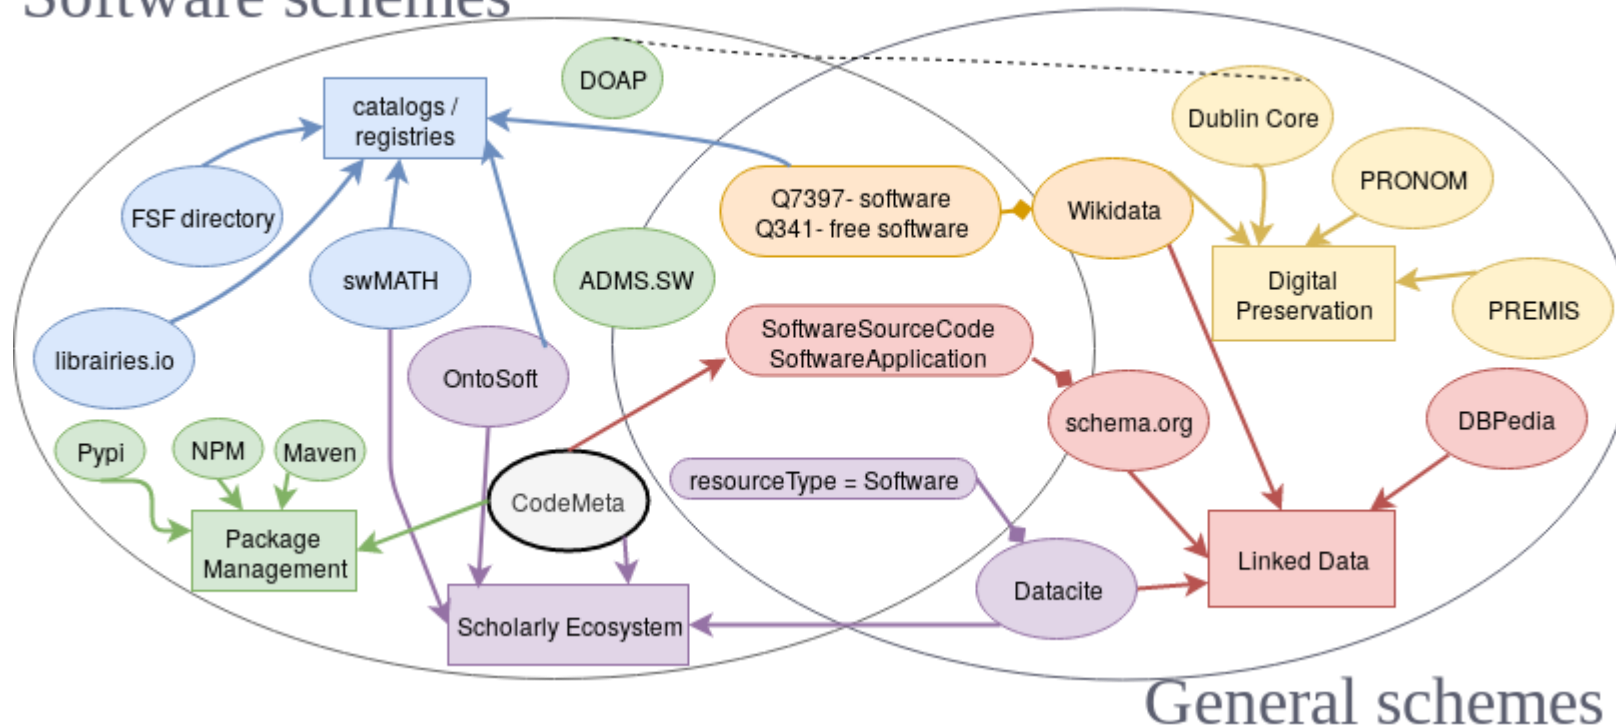 Software schemes
DOAP
catalogs /
registries
Dublin Core
PRONOM
FSF directory
Q7397- software
Q341- free software
Wikidata
swMATH
ADMS.SW
Digital
Preservation
PREMIS
librairies.io
OntoSoft
SoftwareSourceCode
SoftwareApplication
schema.org
DBPedia
Pypi
NPM
Maven
CodeMeta
resourceType = Software
Package
Management
Linked Data
Datacite
Scholarly Ecosystem
General schemes